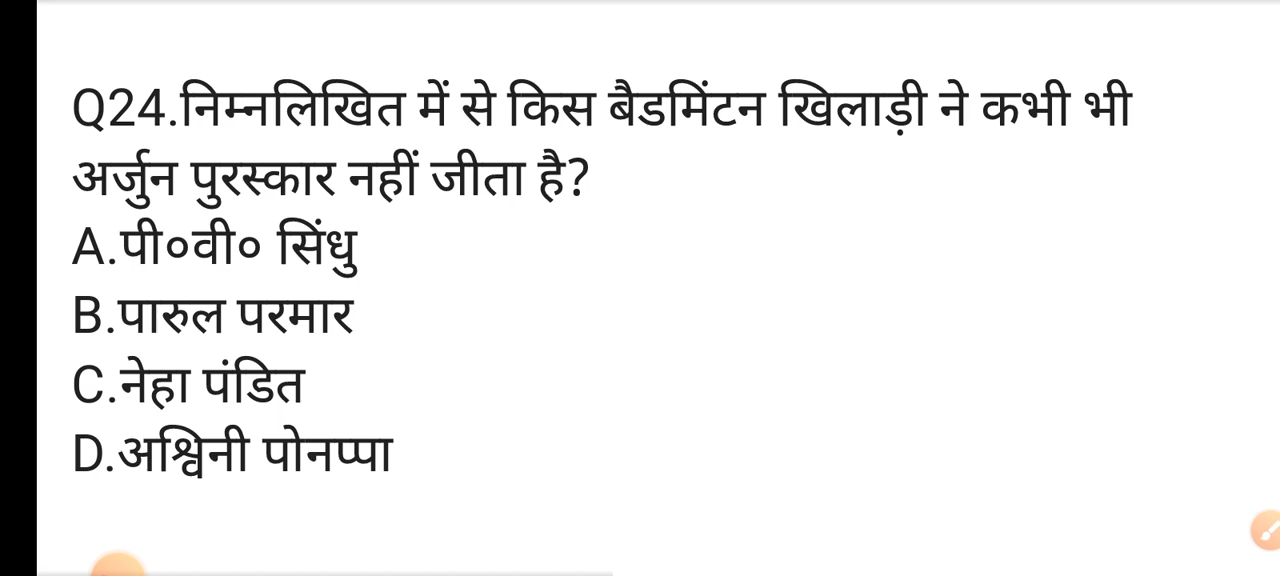 Q24.निम्नलिखित में से किस बैडमिंटन खिलाड़ी ने कभी भी
अर्जुन पुरस्कार नहीं जीता है?
A.पी०वी० सिंधु
B.पारुल परमार
C.नेहा पंडित
D.अश्विनी पोनप्पा